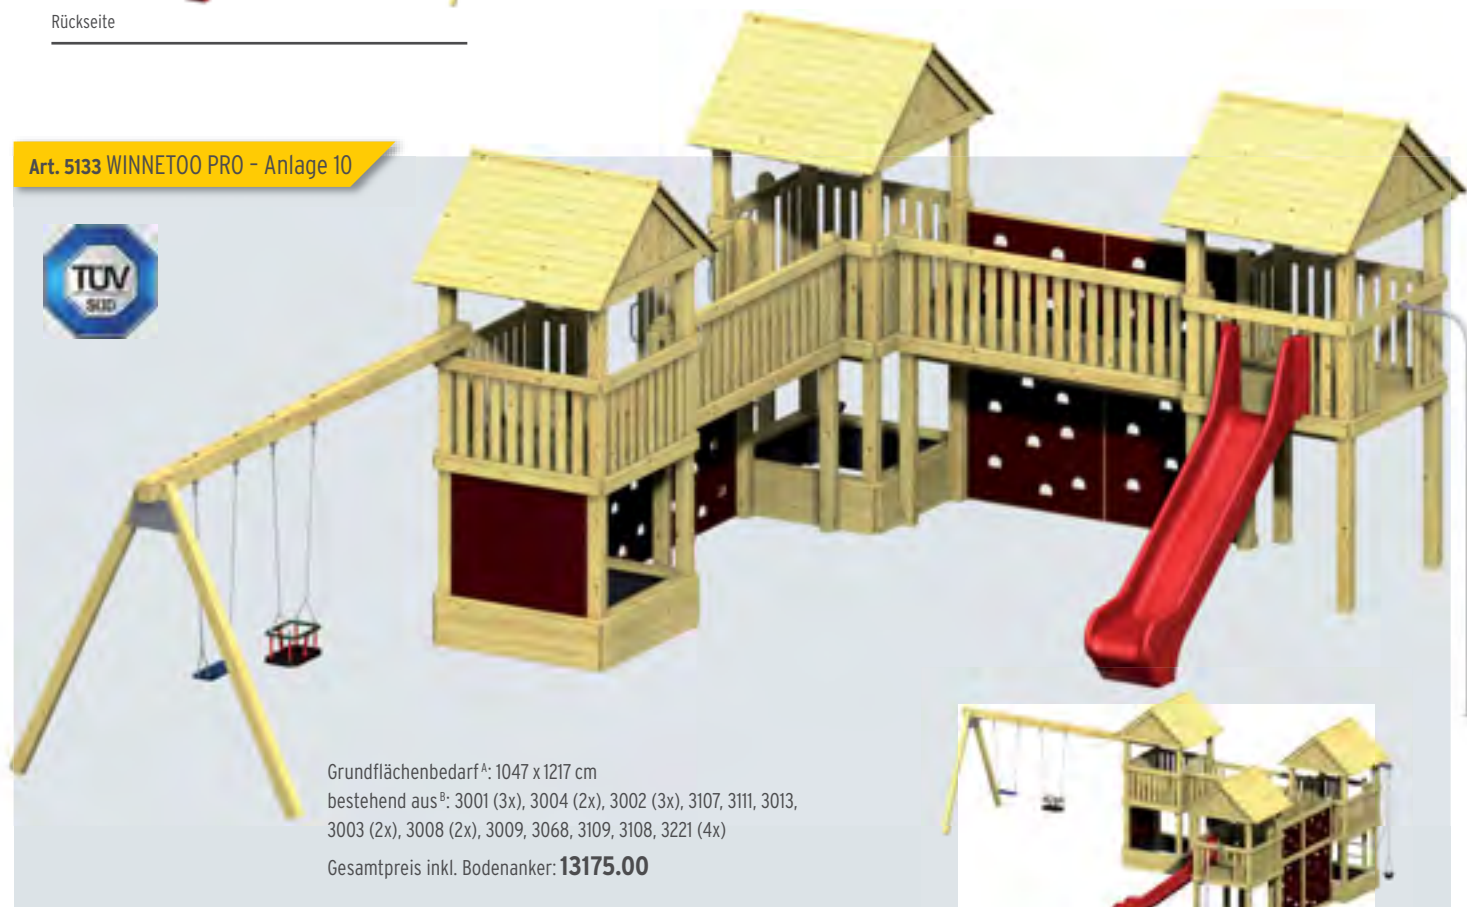 Rückseite
Art. 5133 WINNETOO PRO - Anlage 10
TÜV
SÜD
Grundflächenbedarf ᴬ: 1047 x 1217 cm
bestehend aus ᴮ: 3001 (3x), 3004 (2x), 3002 (3x), 3107, 3111, 3013,
3003 (2x), 3008 (2x), 3009, 3068, 3109, 3108, 3221 (4x)
Gesamtpreis inkl. Bodenanker: 13175.00